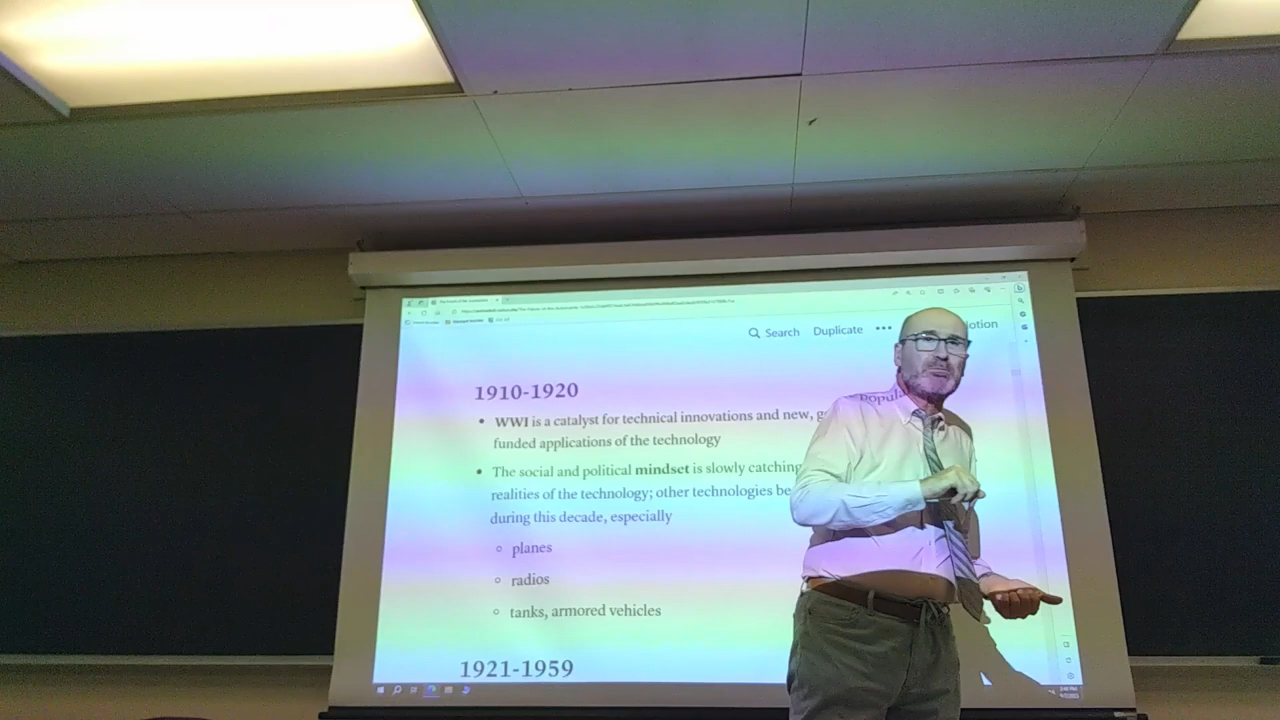 Search Duplicate ••• otion
1910-1920
Popul
• WWI is a catalyst for technical innovations and new, g
funded applications of the technology
• The social and political mindset is slowly catching
realities of the technology; other technologies be
during this decade, especially
◦ planes
◦ radios
◦ tanks, armored vehicles
1921-1959